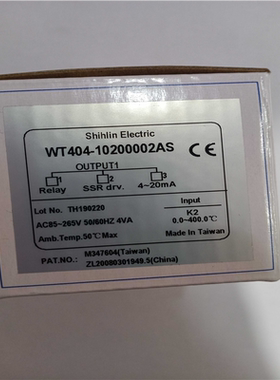 Shihlin Electric
WT404-10200002AS
CE
OUTPUT1
1 2 3
Relay SSR drv. 4~20mA
Lot No. TH190220
Input
AC85~265V 50/60HZ 4VA
K2
0.0~400.0℃
Amb.Temp.50℃Max
Made In Taiwan
PAT.NO.: M347604(Taiwan)
ZL20080301949.5(China)